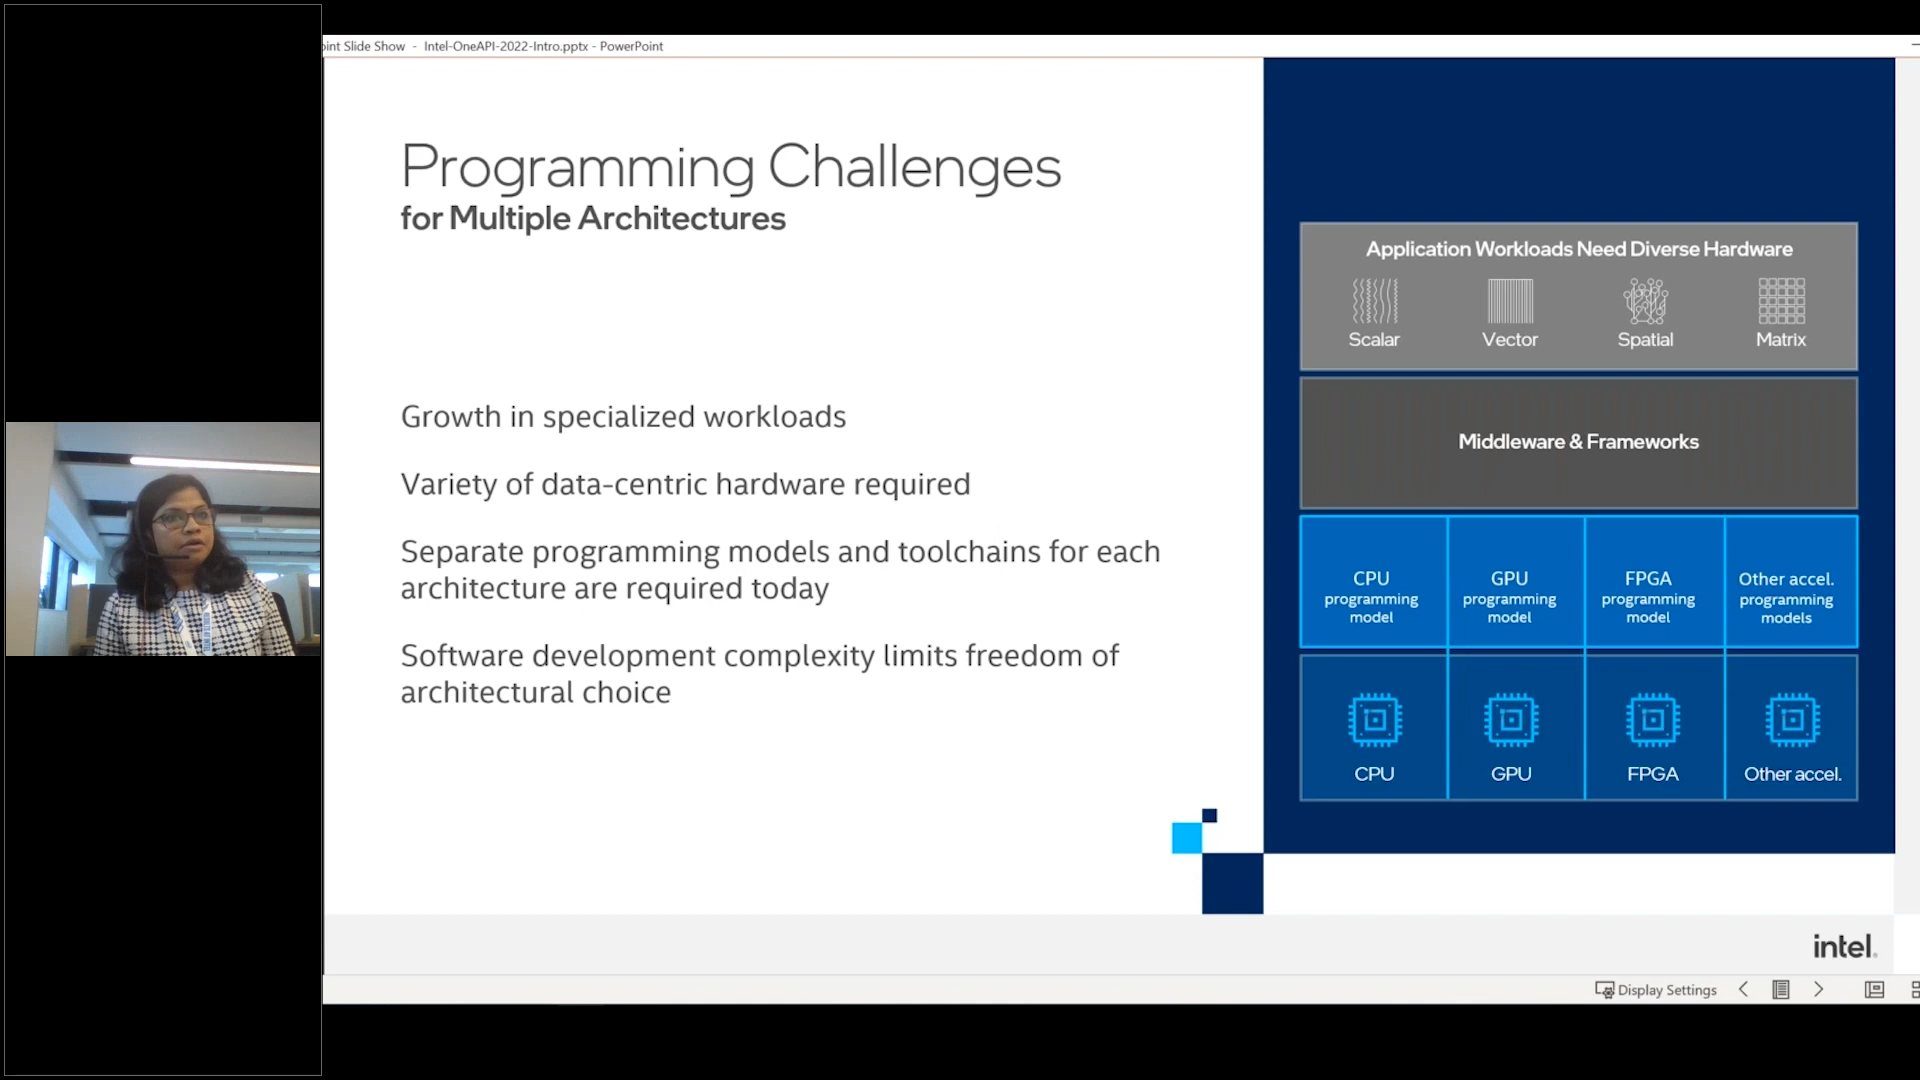 int Slide Show - Intel-OneAPI-2022-Intro.pptx - PowerPoint
Programming Challenges
for Multiple Architectures
Growth in specialized workloads
Variety of data-centric hardware required
Separate programming models and toolchains for each
architecture are required today
Software development complexity limits freedom of
architectural choice
Application Workloads Need Diverse Hardware
Scalar Vector Spatial Matrix
Middleware & Frameworks
CPU
programming
model
GPU
programming
model
FPGA
programming
model
Other accel.
programming
models
CPU GPU FPGA Other accel.
intel.
Display Settings